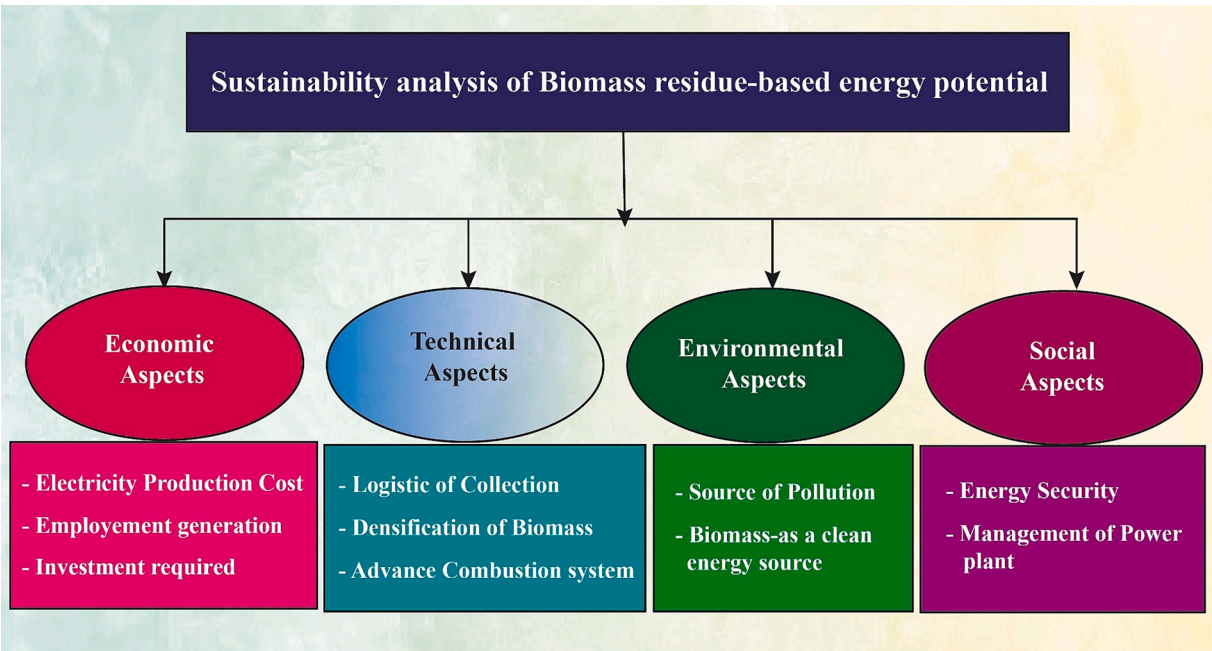 Sustainability analysis of Biomass residue-based energy potential
Economic
Aspects
- Electricity Production Cost
- Employement generation
- Investment required
Technical
Aspects
- Logistic of Collection
- Densification of Biomass
- Advance Combustion system
Environmental
Aspects
- Source of Pollution
- Biomass-as a clean
energy source
Social
Aspects
- Energy Security
- Management of Power
plant